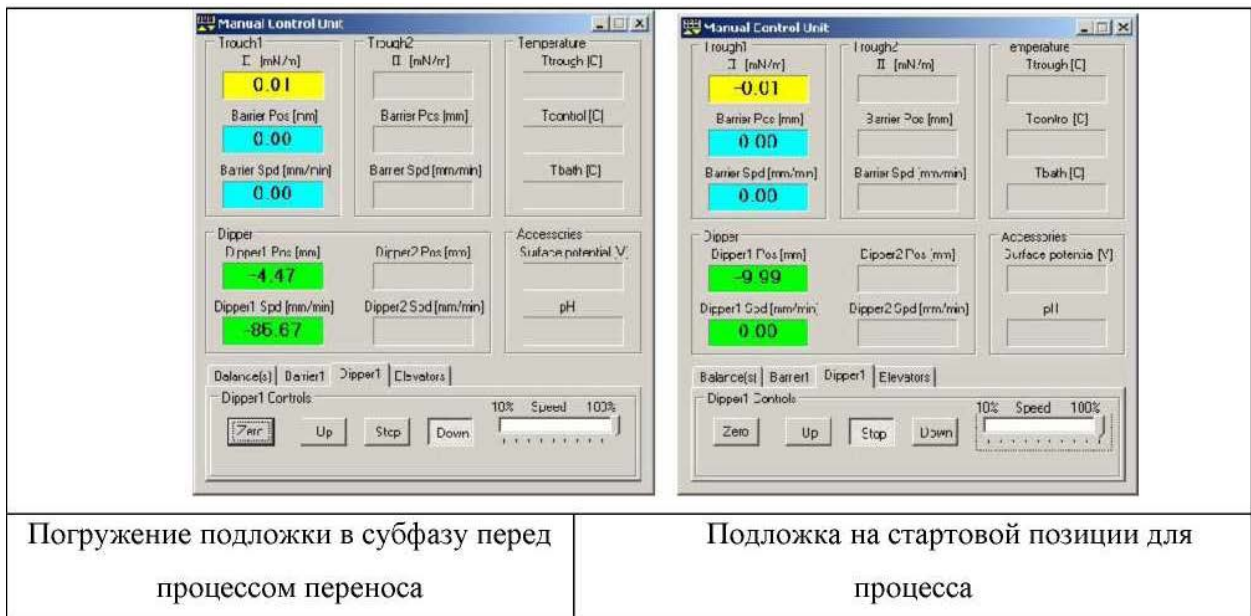 Manual Control Unit
Trough1
Π [mN/m]
0.01
Barrier Pos [mm]
0.00
Barrier Spd [mm/min]
0.00
Trough2
Π [mN/m]
Barrier Pos [mm]
Barrier Spd [mm/min]
Temperature
Ttrough [C]
Tcontrol [C]
Tbath [C]
Dipper
Dipper1 Pos [mm]
-4.47
Dipper1 Spd [mm/min]
-85.67
Dipper2 Pos [mm]
Dipper2 Spd [mm/min]
Accessories
Surface potential [V]
pH
Balance(s) Barrier1 Dipper1 Elevators
Dipper1 Controls
10% Speed 100%
Zero Up Stop Down
Manual Control Unit
Trough1
Π [mN/m]
-0.01
Barrier Pos [mm]
0.00
Barrier Spd [mm/min]
0.00
Trough2
Π [mN/m]
Barrier Pos [mm]
Barrier Spd [mm/min]
emperature
Ttrough [C]
Tcontrol [C]
Tbath [C]
Dipper
Dipper1 Pos [mm]
-9.99
Dipper1 Spd [mm/min]
0.00
Dipper2 Pos [mm]
Dipper2 Spd [mm/min]
Accessories
Surface potential [V]
pH
Balance(s) Barrier1 Dipper1 Elevators
Dipper1 Controls
10% Speed 100%
Zero Up Stop Down
Погружение подложки в субфазу перед
процессом переноса
Подложка на стартовой позиции для
процесса